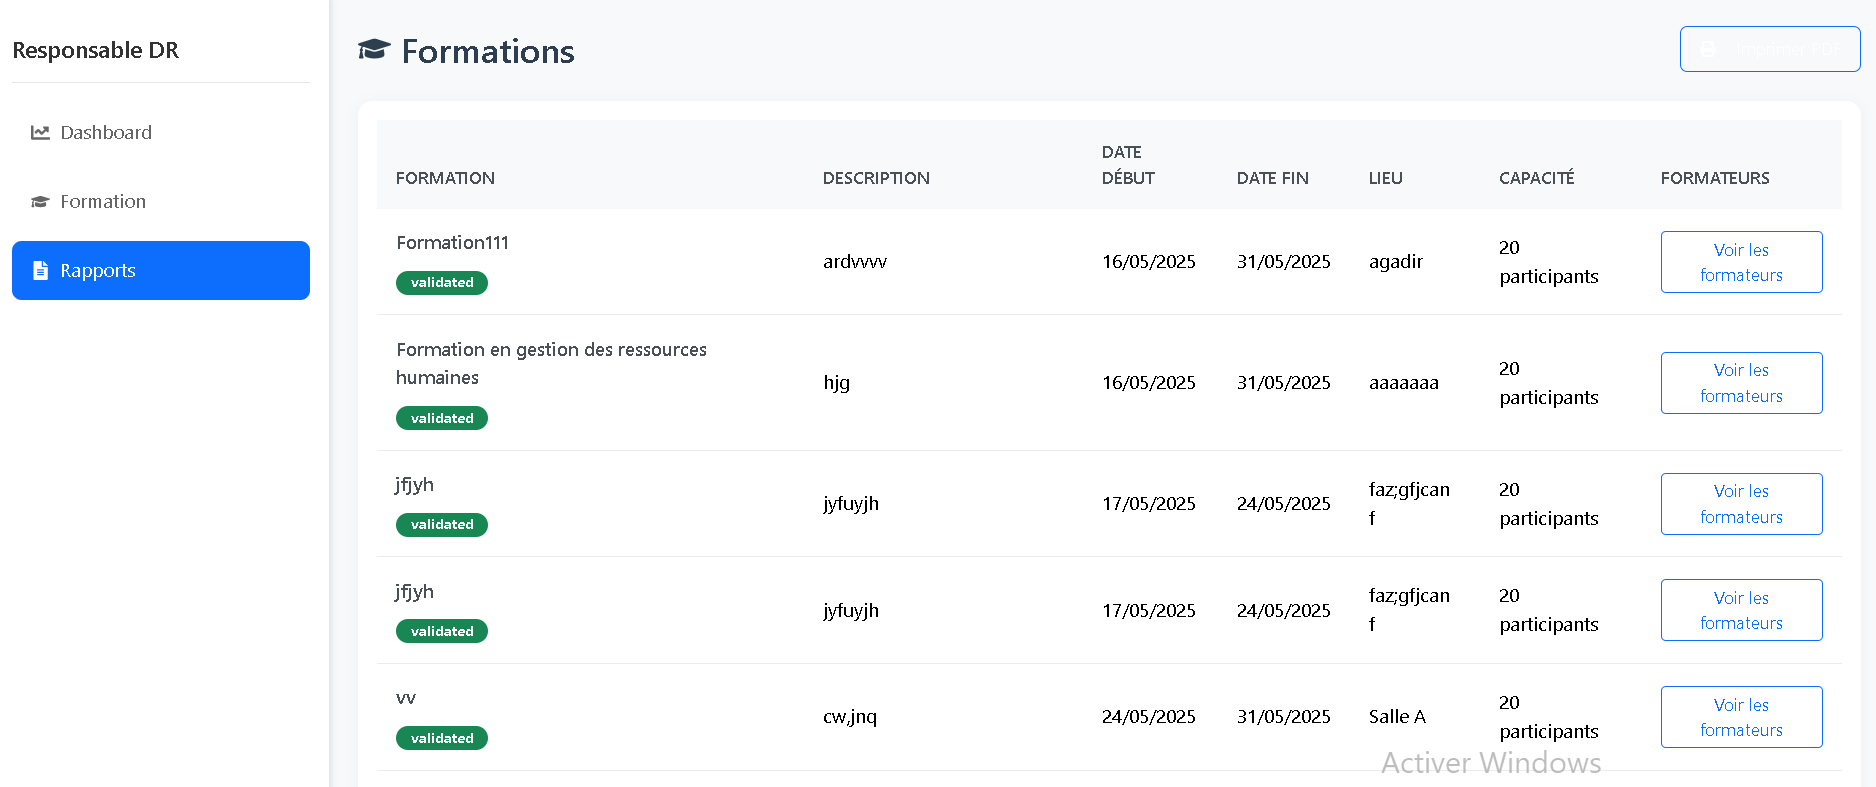 Responsable DR
Dashboard
Formation
Rapports
Formations
Imprimer PDF
FORMATION DESCRIPTION DATE DÉBUT DATE FIN LIEU CAPACITÉ FORMATEURS
Formation111
validated
ardvvvv
16/05/2025
31/05/2025
agadir
20
participants
Voir les
formateurs
Formation en gestion des ressources
humaines
validated
hjg
16/05/2025
31/05/2025
aaaaaaa
20
participants
Voir les
formateurs
jfjyh
validated
jyfuyjh
17/05/2025
24/05/2025
faz;gfjcan
f
20
participants
Voir les
formateurs
jfjyh
validated
jyfuyjh
17/05/2025
24/05/2025
faz;gfjcan
f
20
participants
Voir les
formateurs
vv
validated
cw,jnq
24/05/2025
31/05/2025
Salle A
20
participants
Voir les
formateurs
Activer Windows